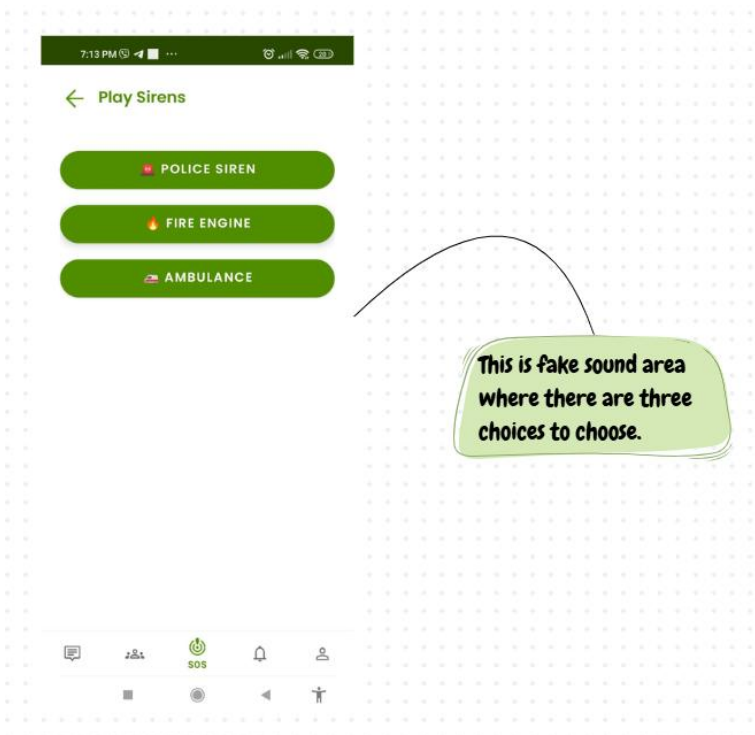 7:13 PM
20
Play Sirens
POLICE SIREN
FIRE ENGINE
AMBULANCE
This is fake sound area
where there are three
choices to choose.
SOS